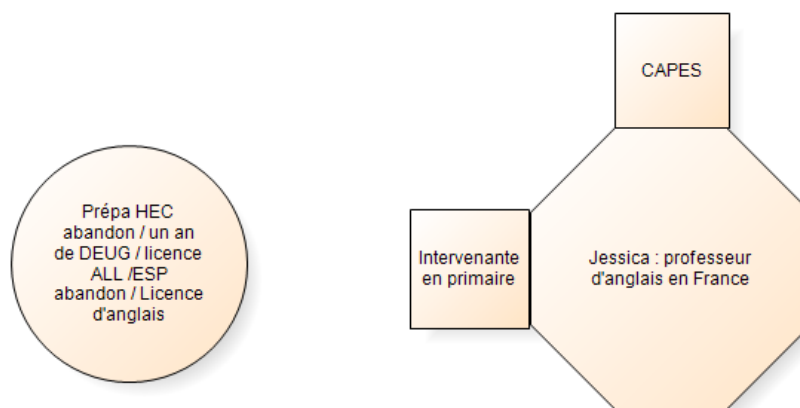 Prépa HEC
abandon / un an
de DEUG / licence
ALL /ESP
abandon / Licence
d'anglais
CAPES
Intervenante
en primaire
Jessica : professeur
d'anglais en France